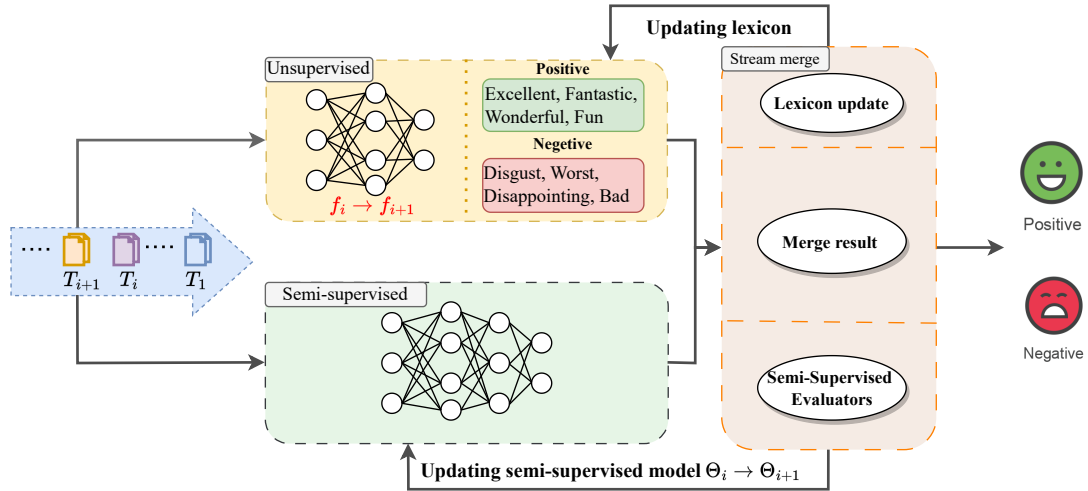 Updating lexicon
Unsupervised
Stream merge
Positive
Excellent, Fantastic,
Wonderful, Fun
Negetive
Disgust, Worst,
Disappointing, Bad
f_i → f_{i+1}
Lexicon update
Positive
.... ....
T_{i+1} T_i T_1
Merge result
Semi-supervised
Negative
Semi-Supervised
Evaluators
Updating semi-supervised model Θ_i → Θ_{i+1}